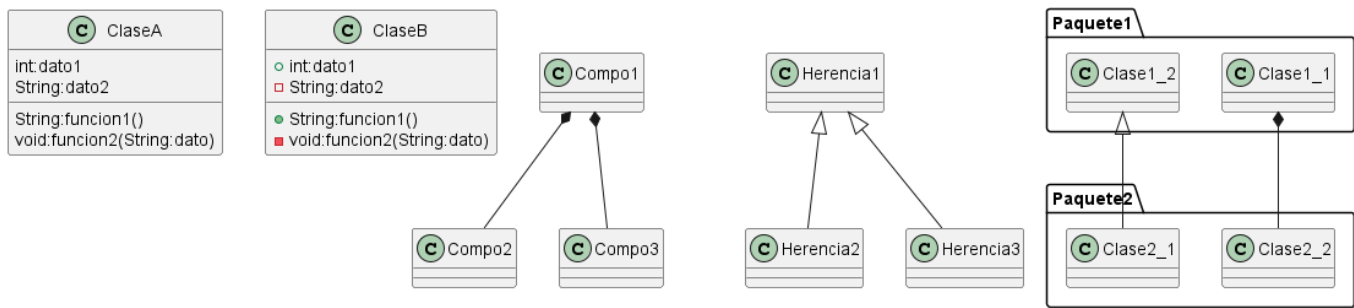 C ClaseA
int:dato1
String:dato2
String:funcion1()
void:funcion2(String:dato)
C ClaseB
int:dato1
String:dato2
String:funcion1()
void:funcion2(String:dato)
C Compo1
C Compo2
C Compo3
C Herencia1
C Herencia2
C Herencia3
Paquete1
C Clase1_2
C Clase1_1
Paquete2
C Clase2_1
C Clase2_2